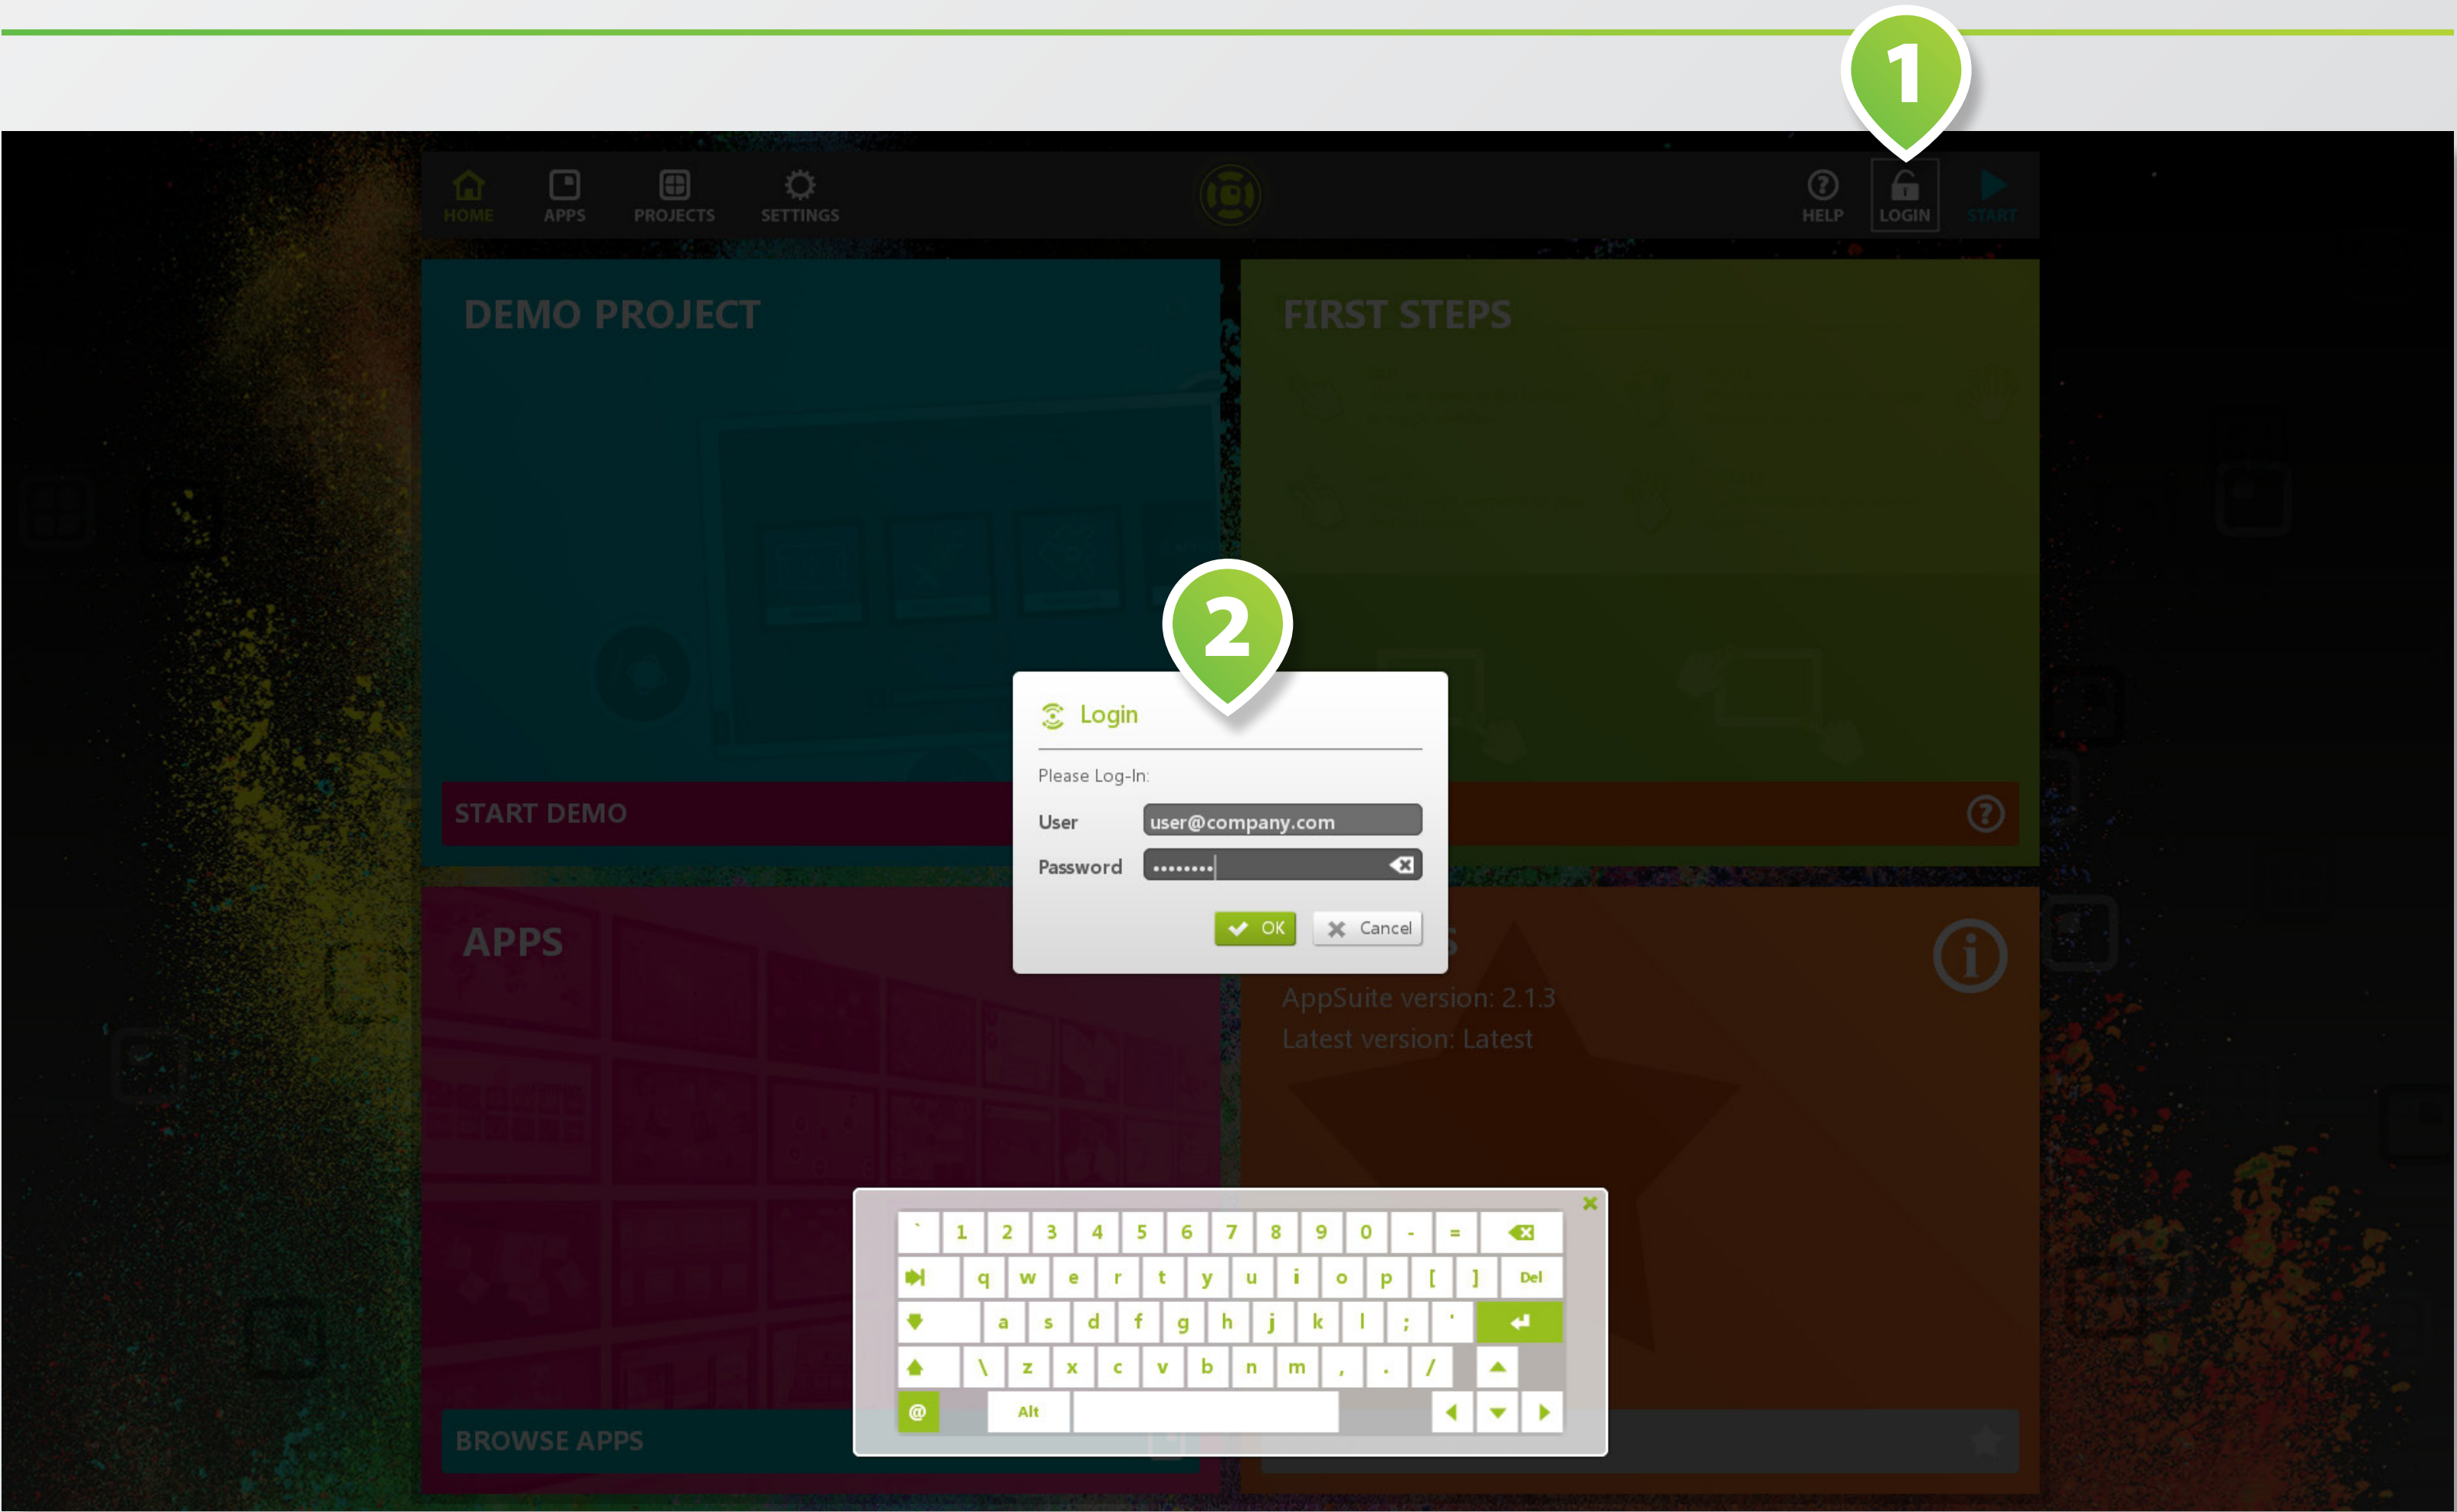 1
HOME APPS PROJECTS SETTINGS HELP LOGIN START
DEMO PROJECT
FIRST STEPS
2
Login
Please Log-In:
User user@company.com
Password ••••••••
OK Cancel
START DEMO
APPS
S
AppSuite version: 2.1.3
Latest version: Latest
` 1 2 3 4 5 6 7 8 9 0 - =
q w e r t y u i o p [ ] Del
a s d f g h j k l ; '
\ z x c v b n m , . /
@ Alt
BROWSE APPS